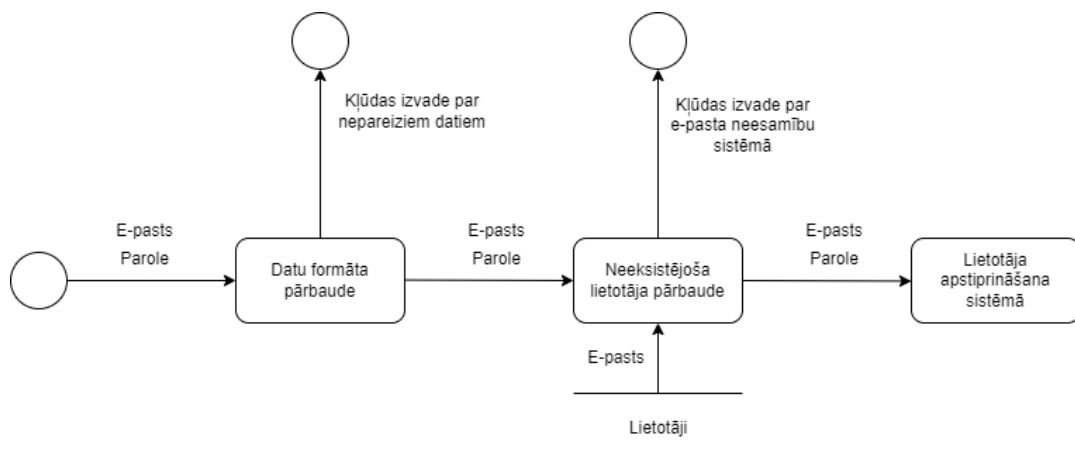 Kļūdas izvade par
nepareiziem datiem
Kļūdas izvade par
e-pasta neesamību
sistēmā
E-pasts
Parole
Datu formāta
pārbaude
E-pasts
Parole
Neeksistējoša
lietotāja pārbaude
E-pasts
Parole
Lietotāja
apstiprināšana
sistēmā
E-pasts
Lietotāji